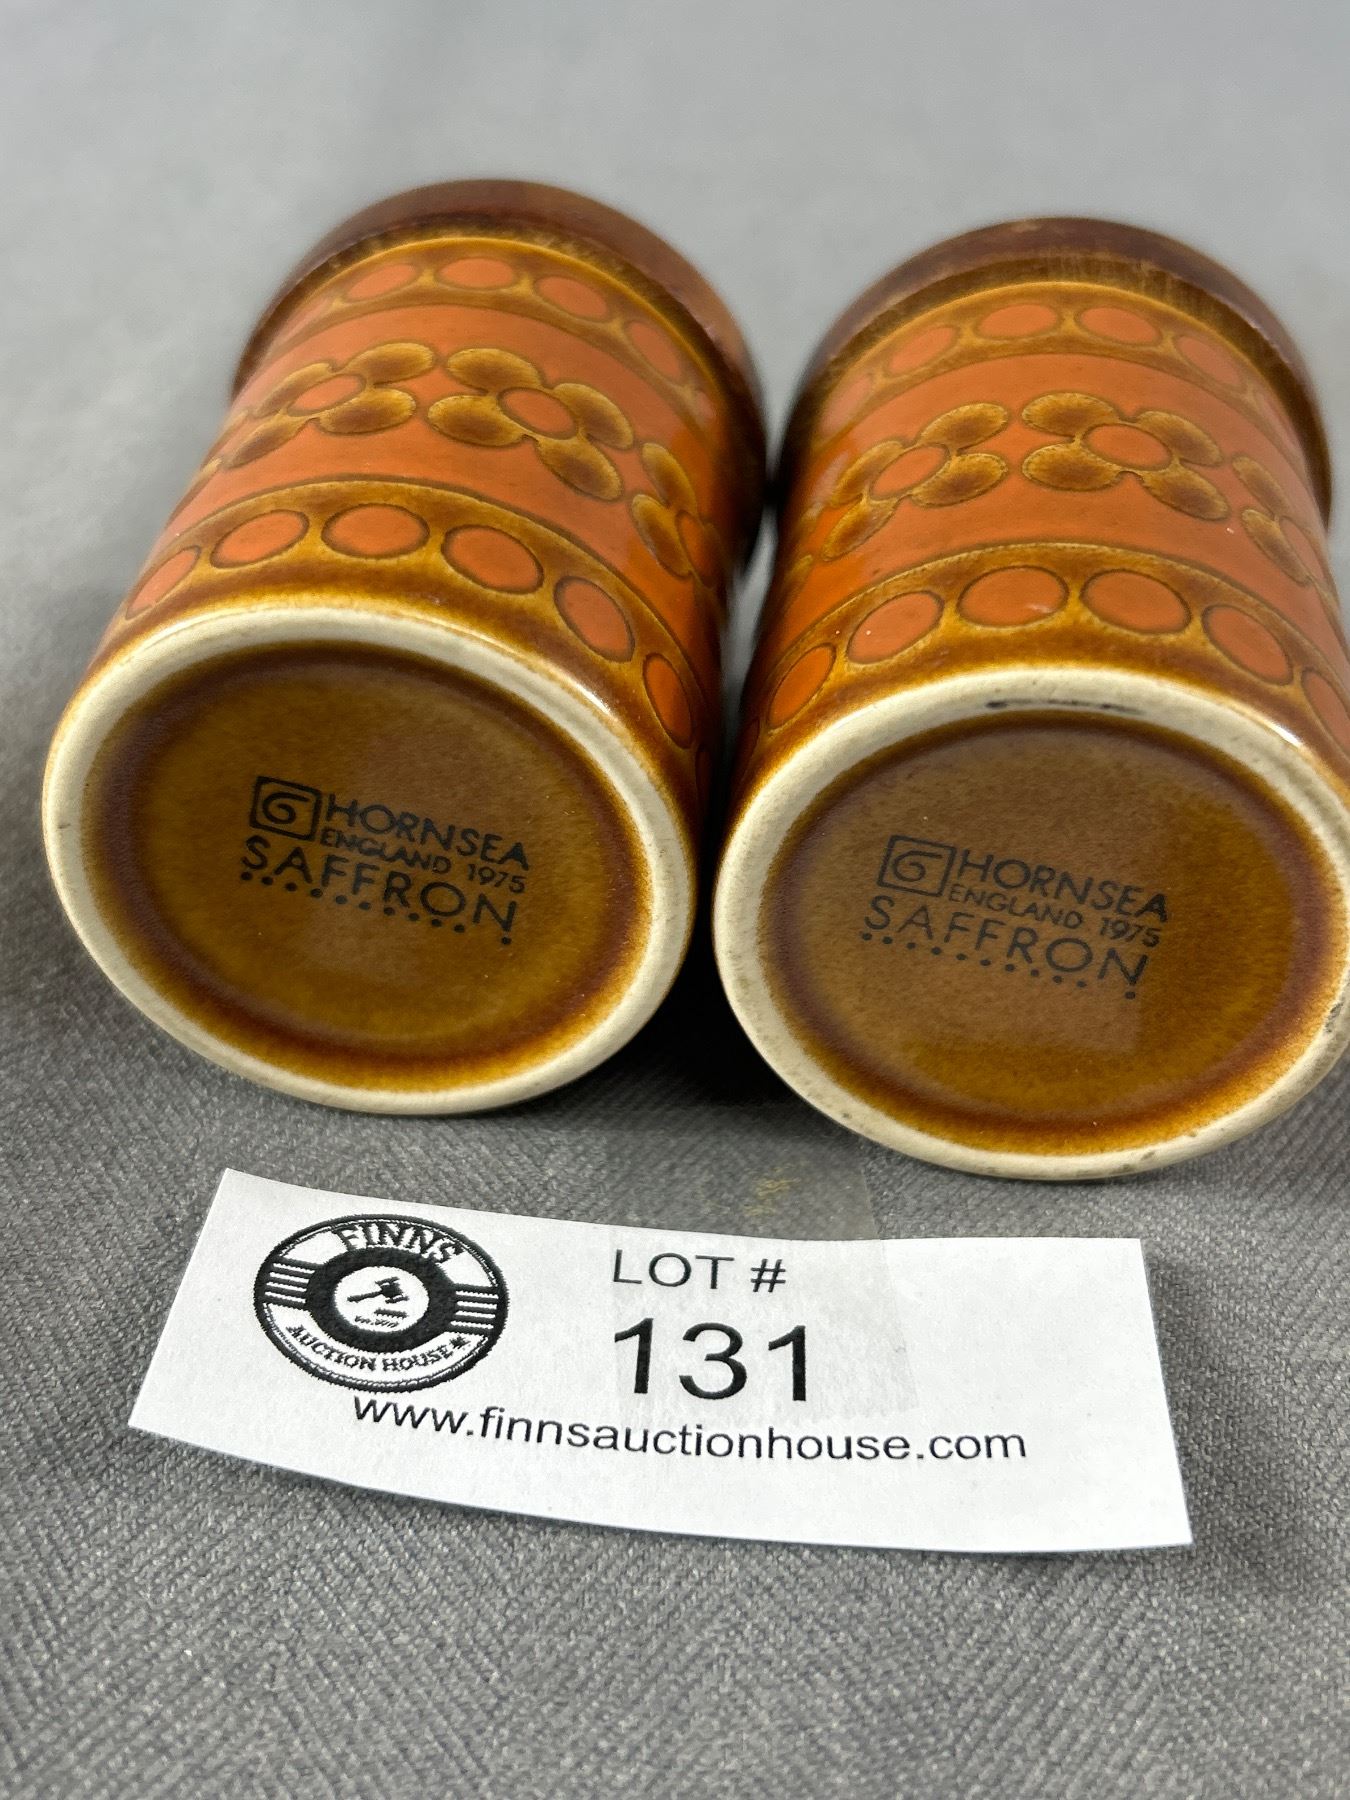 HORNSEA
ENGLAND 1975
SAFFRON
HORNSEA
ENGLAND 1975
SAFFRON
FINNS
AUCTION HOUSE
LOT #
131
www.finnsauctionhouse.com